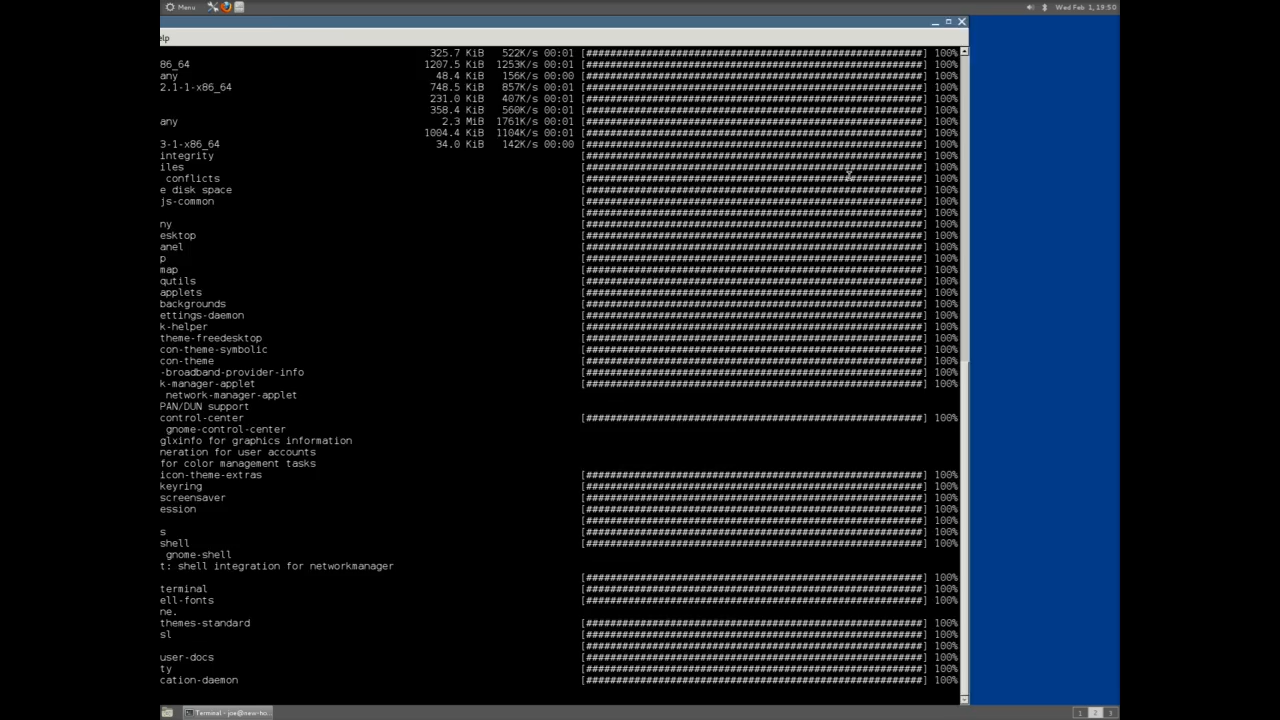 Menu Wed Feb 1, 19:50
elp
325.7 KiB 522K/s 00:01 [########################################################] 100%
86_64 1207.5 KiB 1253K/s 00:01 [########################################################] 100%
any 48.4 KiB 156K/s 00:00 [########################################################] 100%
2.1-1-x86_64 748.5 KiB 857K/s 00:01 [########################################################] 100%
231.0 KiB 407K/s 00:01 [########################################################] 100%
358.4 KiB 560K/s 00:01 [########################################################] 100%
any 2.3 MiB 1761K/s 00:01 [########################################################] 100%
1004.4 KiB 1104K/s 00:01 [########################################################] 100%
3-1-x86_64 34.0 KiB 142K/s 00:00 [########################################################] 100%
integrity [########################################################] 100%
iles [########################################################] 100%
conflicts [########################################################] 100%
e disk space [########################################################] 100%
js-common [########################################################] 100%
[########################################################] 100%
ny [########################################################] 100%
esktop [########################################################] 100%
anel [########################################################] 100%
p [########################################################] 100%
map [########################################################] 100%
qutils [########################################################] 100%
applets [########################################################] 100%
backgrounds [########################################################] 100%
ettings-daemon [########################################################] 100%
k-helper [########################################################] 100%
theme-freedesktop [########################################################] 100%
con-theme-symbolic [########################################################] 100%
con-theme [########################################################] 100%
-broadband-provider-info [########################################################] 100%
k-manager-applet [########################################################] 100%
network-manager-applet
PAN/DUN support
control-center [########################################################] 100%
gnome-control-center
glxinfo for graphics information
neration for user accounts
for color management tasks
icon-theme-extras [########################################################] 100%
keyring [########################################################] 100%
screensaver [########################################################] 100%
ession [########################################################] 100%
[########################################################] 100%
s [########################################################] 100%
shell [########################################################] 100%
gnome-shell
t: shell integration for networkmanager
[########################################################] 100%
terminal [########################################################] 100%
ell-fonts [########################################################] 100%
ne.
themes-standard [########################################################] 100%
sl [########################################################] 100%
[########################################################] 100%
user-docs [########################################################] 100%
ty [########################################################] 100%
cation-daemon [########################################################] 100%
Terminal - joe@new-ho... 1 2 3